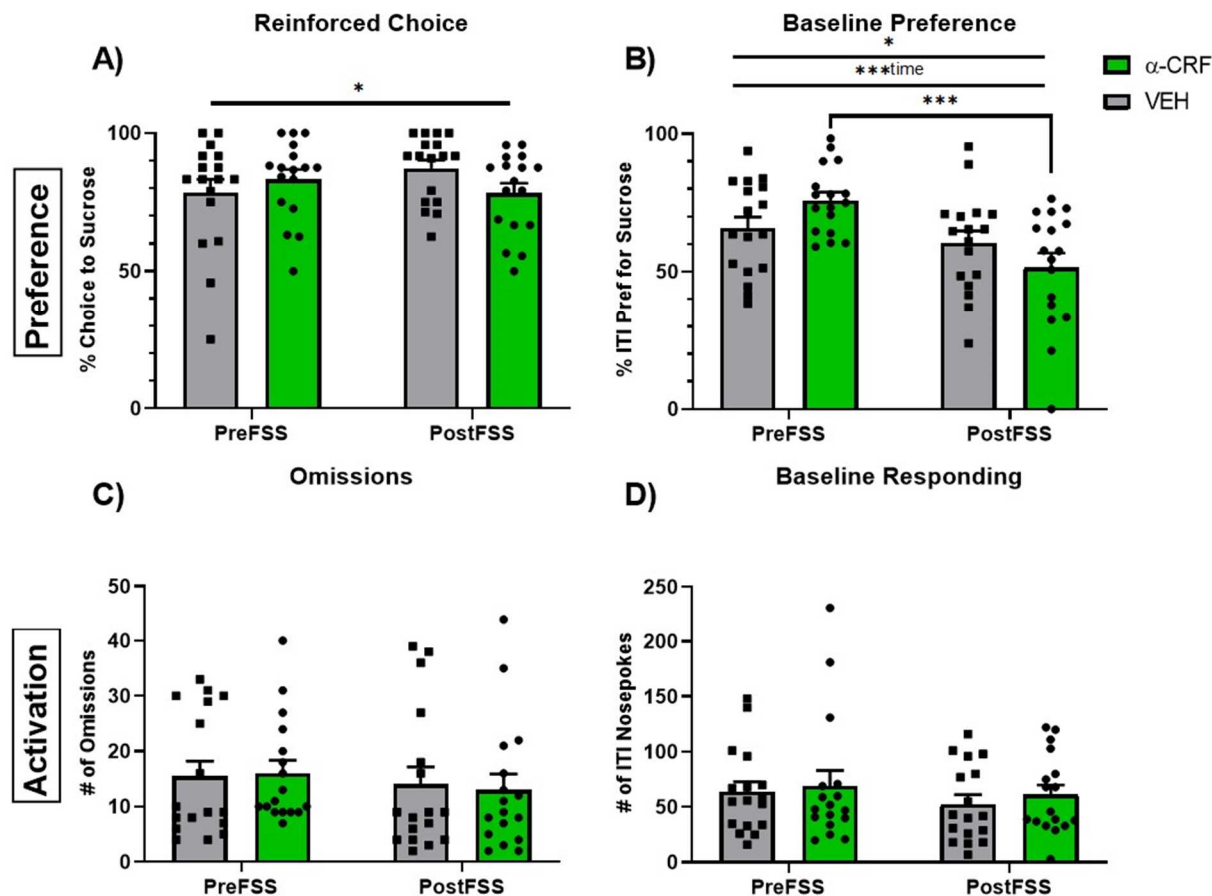 Reinforced Choice
Baseline Preference
A)
B)
*
*
***time
***
α-CRF
VEH
Preference
% Choice to Sucrose
100
50
0
PreFSS
PostFSS
% ITI Pref for Sucrose
100
50
0
PreFSS
PostFSS
Omissions
Baseline Responding
C)
D)
Activation
# of Omissions
50
40
30
20
10
0
PreFSS
PostFSS
# of ITI Nosepokes
250
200
150
100
50
0
PreFSS
PostFSS